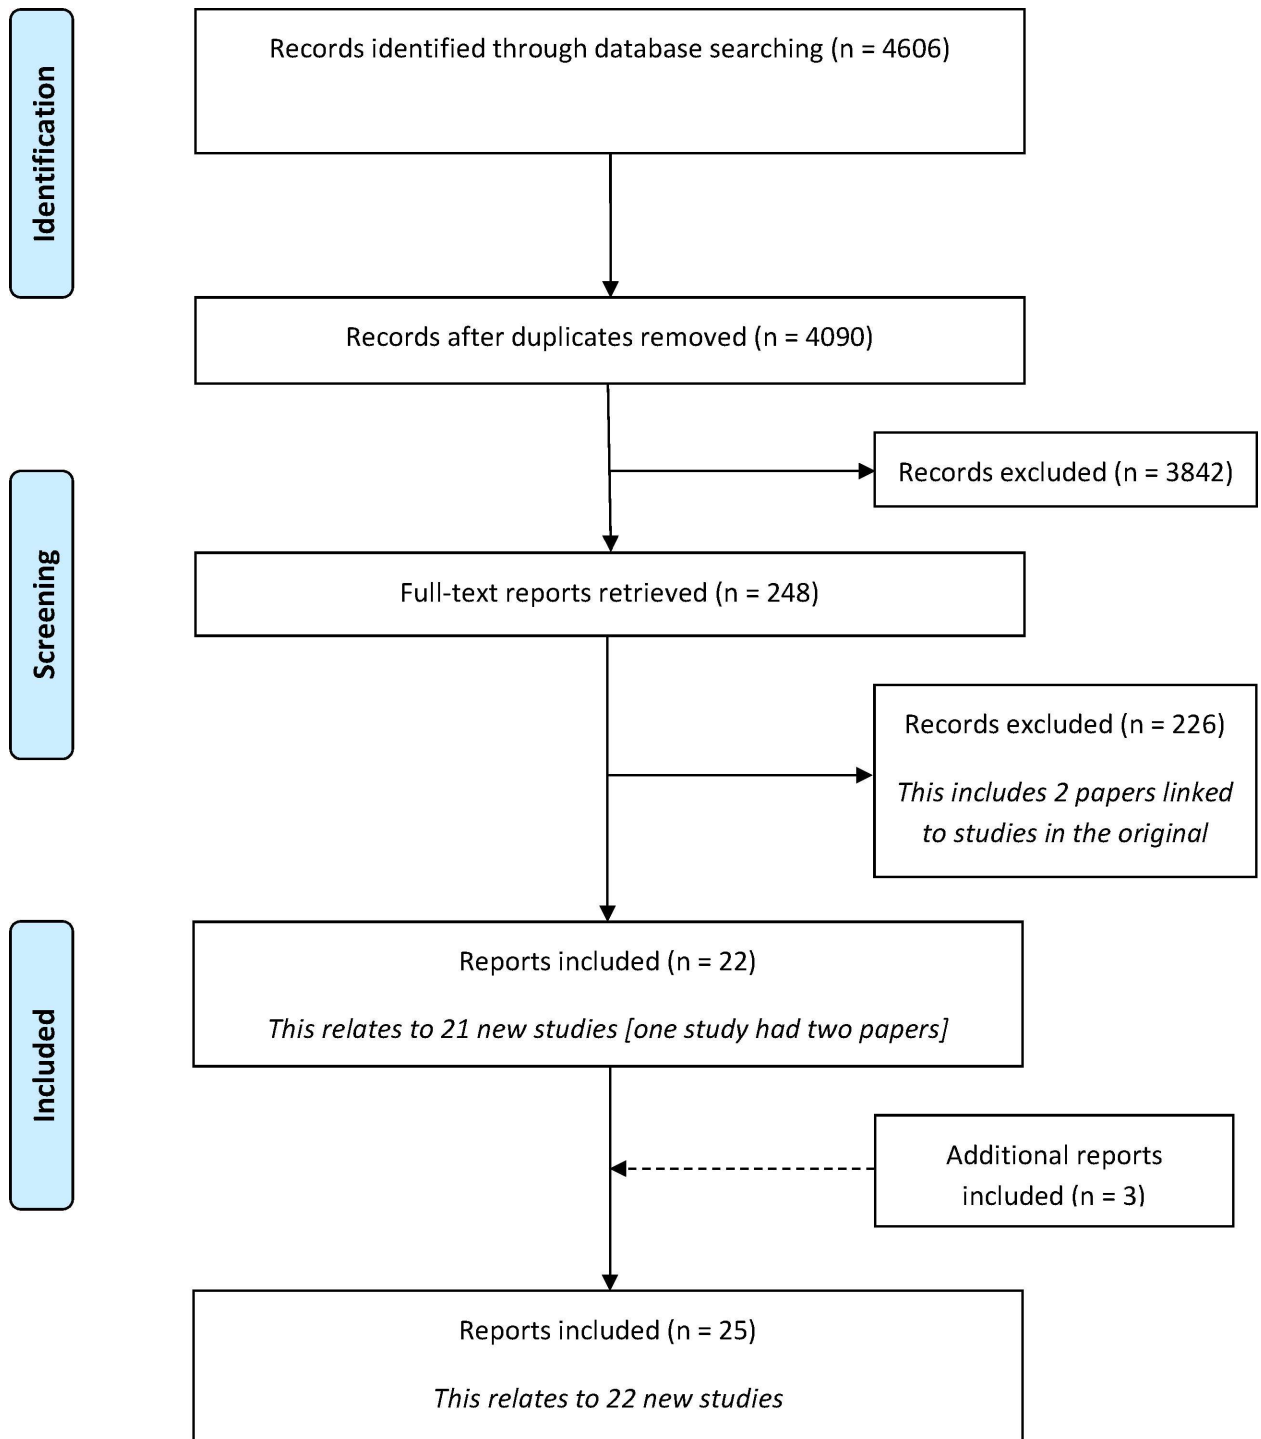 Identification
Records identified through database searching (n = 4606)
Records after duplicates removed (n = 4090)
Screening
Records excluded (n = 3842)
Full-text reports retrieved (n = 248)
Records excluded (n = 226)
This includes 2 papers linked
to studies in the original
Included
Reports included (n = 22)
This relates to 21 new studies [one study had two papers]
Additional reports
included (n = 3)
Reports included (n = 25)
This relates to 22 new studies